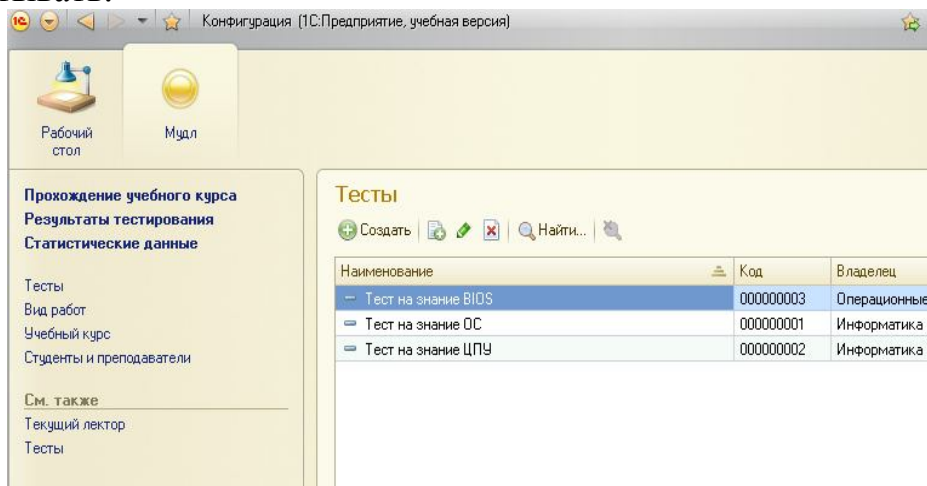 Конфигурация (1С:Предприятие, учебная версия)
Рабочий
стол
Мудл
Прохождение учебного курса
Результаты тестирования
Статистические данные
Тесты
Вид работ
Учебный курс
Студенты и преподаватели
См. также
Текущий лектор
Тесты
Тесты
Создать Найти...
Наименование Код Владелец
Тест на знание BIOS 000000003 Операционные
Тест на знание ОС 000000001 Информатика
Тест на знание ЦПУ 000000002 Информатика